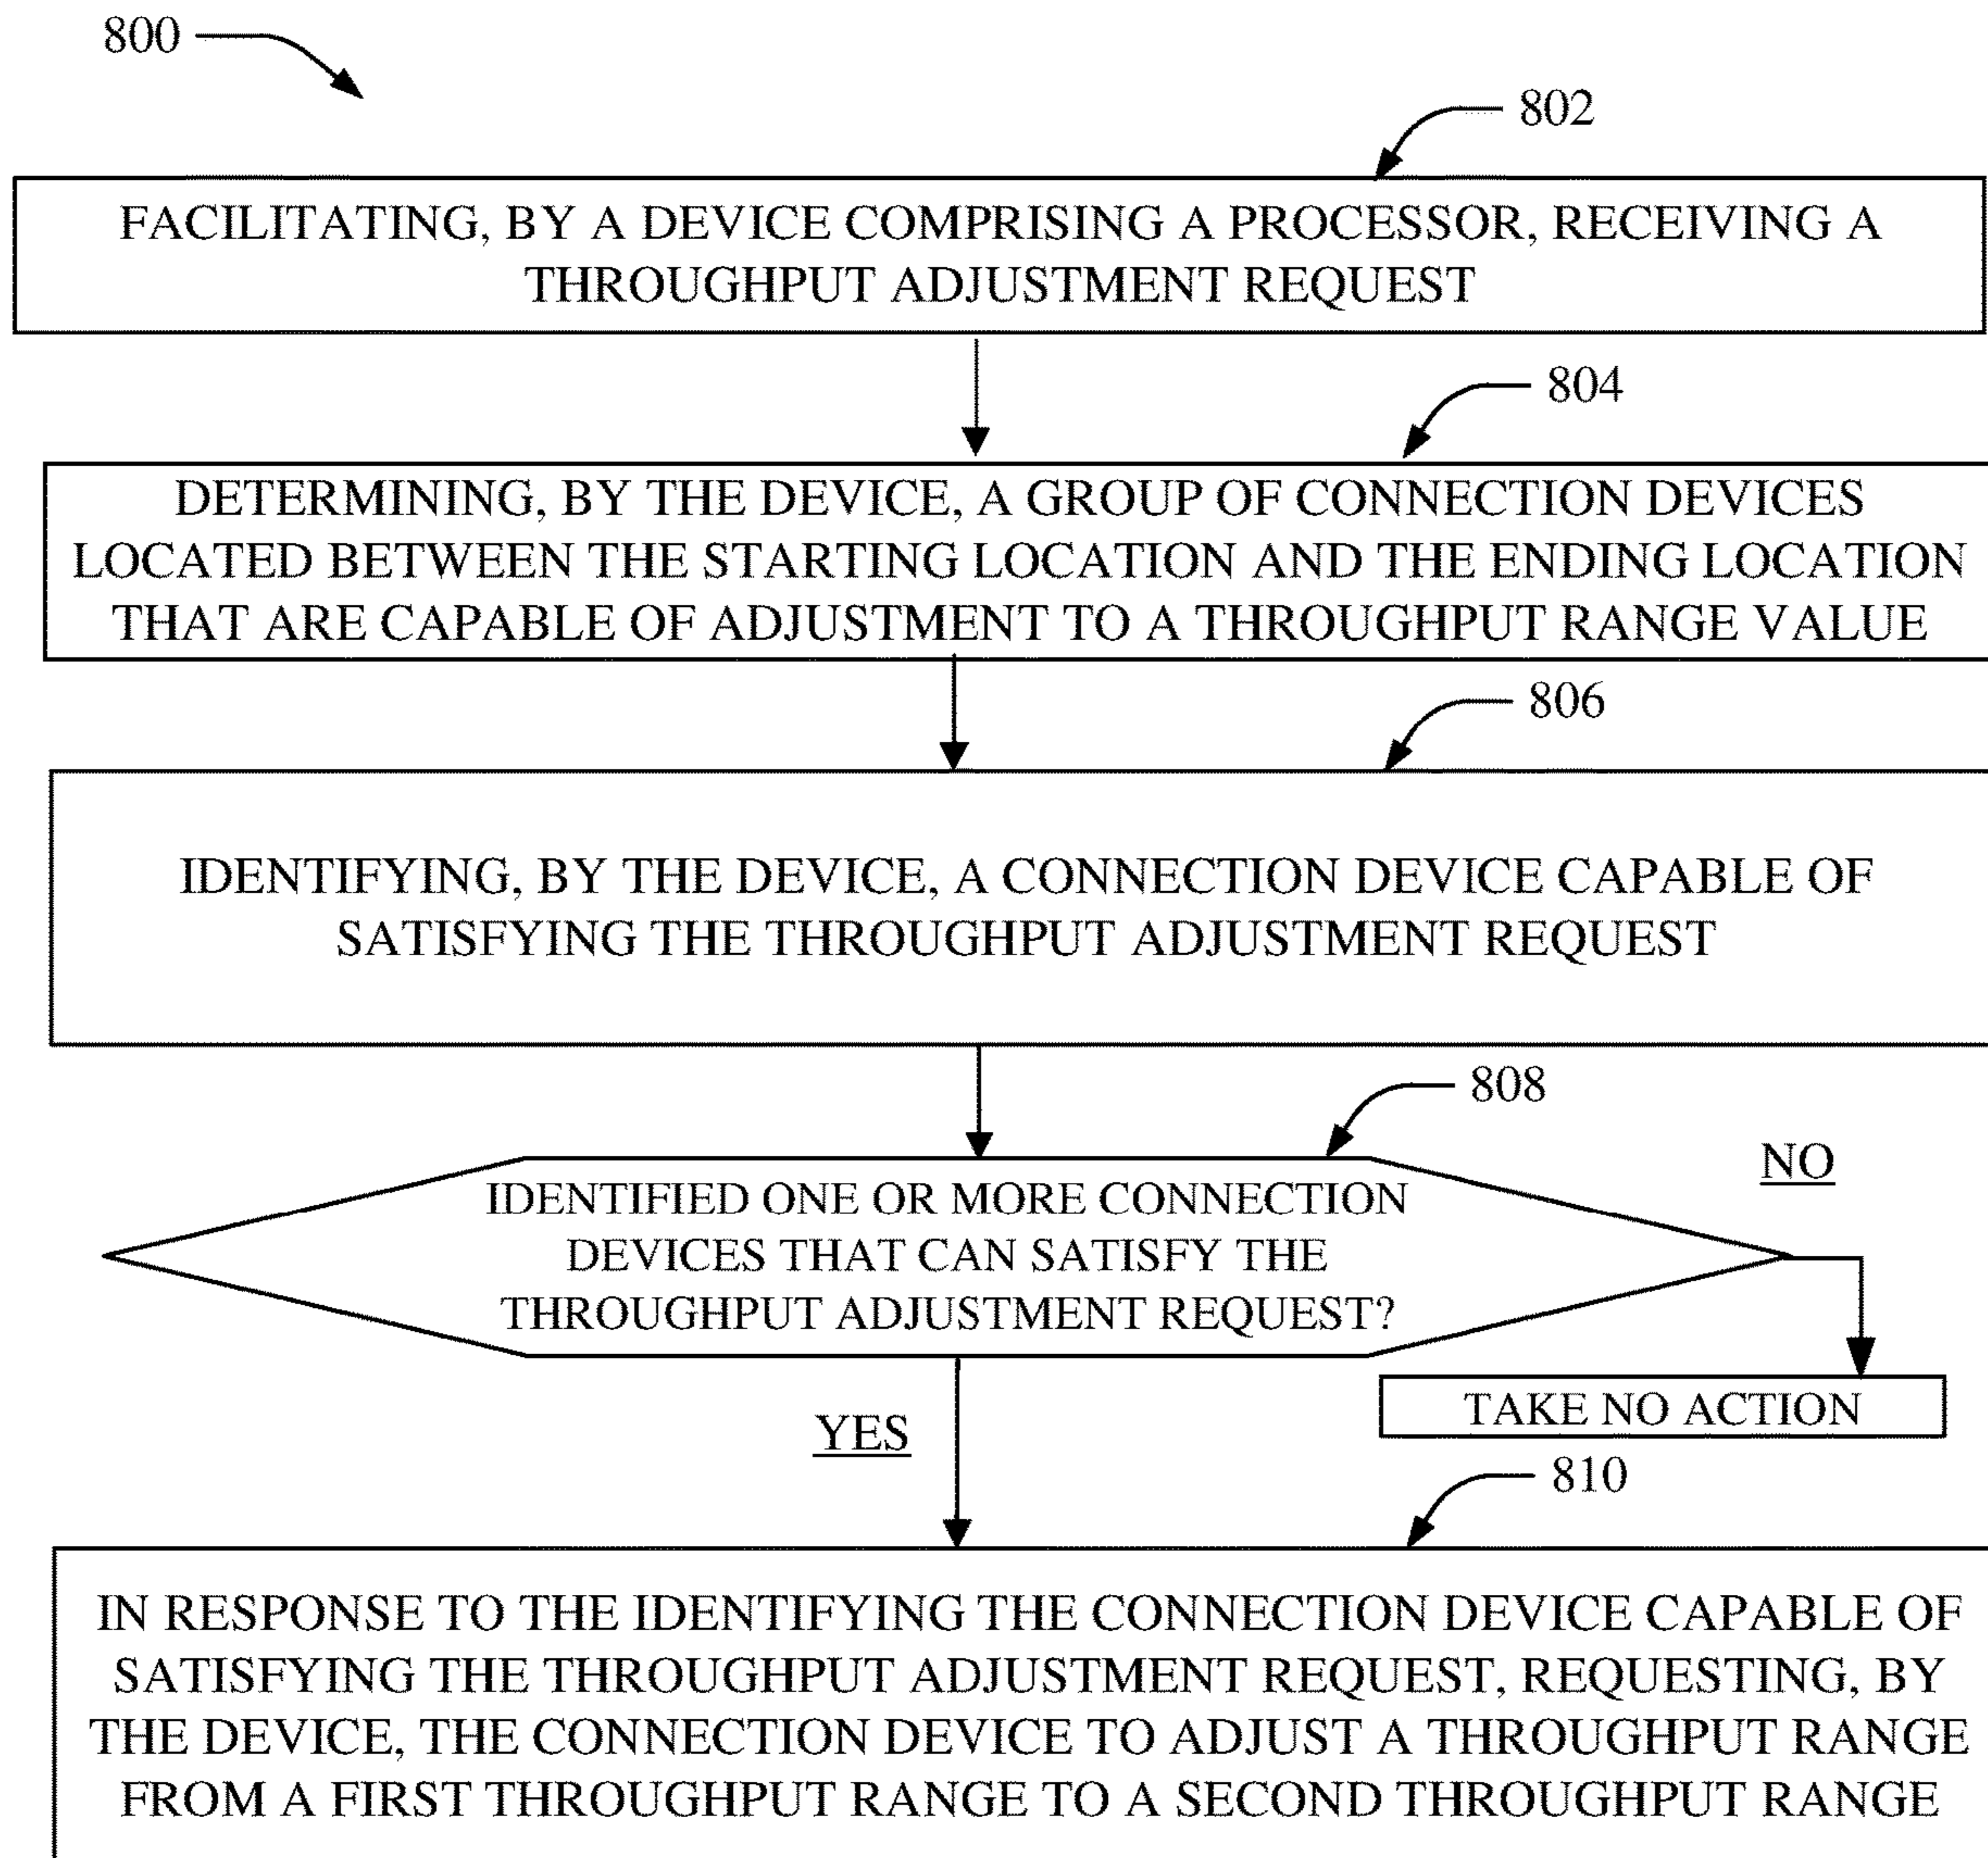 800
802
FACILITATING, BY A DEVICE COMPRISING A PROCESSOR, RECEIVING A
THROUGHPUT ADJUSTMENT REQUEST
804
DETERMINING, BY THE DEVICE, A GROUP OF CONNECTION DEVICES
LOCATED BETWEEN THE STARTING LOCATION AND THE ENDING LOCATION
THAT ARE CAPABLE OF ADJUSTMENT TO A THROUGHPUT RANGE VALUE
806
IDENTIFYING, BY THE DEVICE, A CONNECTION DEVICE CAPABLE OF
SATISFYING THE THROUGHPUT ADJUSTMENT REQUEST
808
NO
IDENTIFIED ONE OR MORE CONNECTION
DEVICES THAT CAN SATISFY THE
THROUGHPUT ADJUSTMENT REQUEST?
TAKE NO ACTION
YES
810
IN RESPONSE TO THE IDENTIFYING THE CONNECTION DEVICE CAPABLE OF
SATISFYING THE THROUGHPUT ADJUSTMENT REQUEST, REQUESTING, BY
THE DEVICE, THE CONNECTION DEVICE TO ADJUST A THROUGHPUT RANGE
FROM A FIRST THROUGHPUT RANGE TO A SECOND THROUGHPUT RANGE